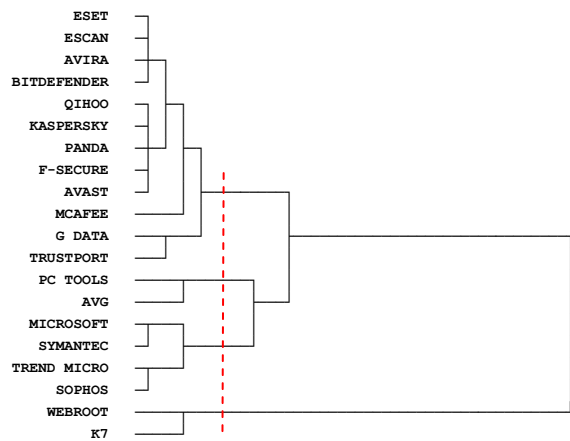 ESET
ESCAN
AVIRA
BITDEFENDER
QIHOO
KASPERSKY
PANDA
F-SECURE
AVAST
MCAFEE
G DATA
TRUSTPORT
PC TOOLS
AVG
MICROSOFT
SYMANTEC
TREND MICRO
SOPHOS
WEBROOT
K7